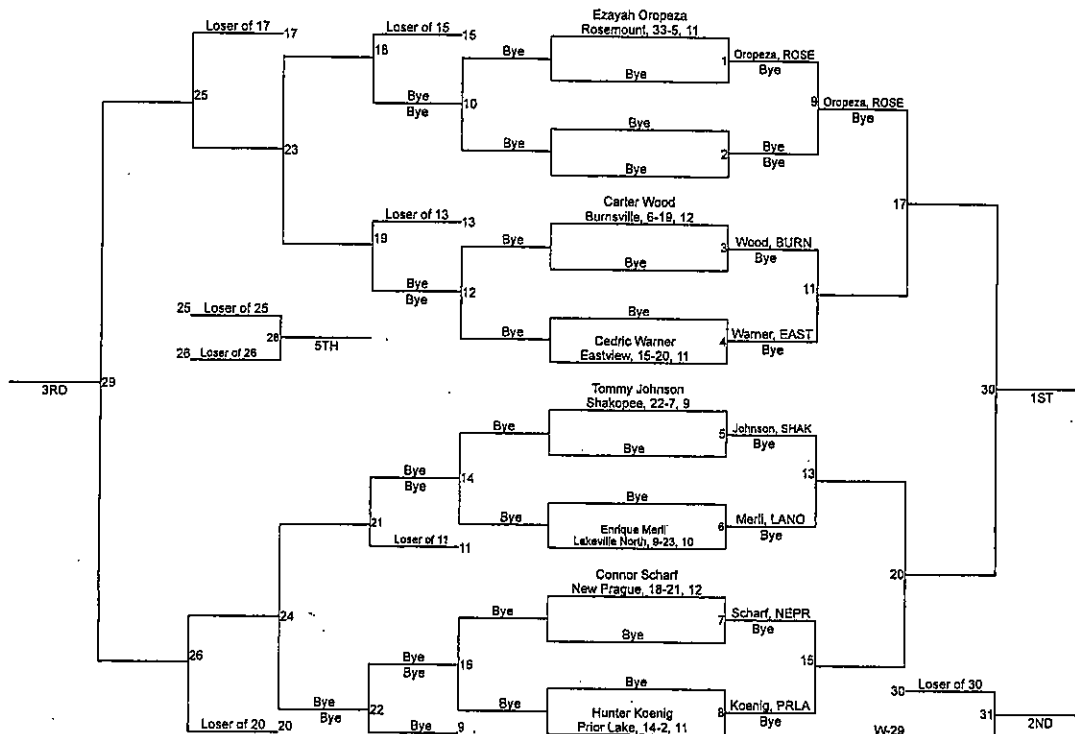 Ezayah Oropeza
Rosemount, 33-5, 11
Loser of 17 17
Loser of 15 15
18
Bye
1 Oropeza, ROSE
Bye
Bye
25
Bye
Bye
10
9 Oropeza, ROSE
Bye
Bye
23
Bye
2 Bye
Bye
Bye
Carter Wood
Burnsville, 6-19, 12
17
Loser of 13 13
19
Bye
3 Wood, BURN
Bye
Bye
Bye
Bye
12
11
25 Loser of 25
Bye
28
5TH
Bye
Cedric Warner
Eastview, 15-20, 11
4 Warner, EAST
Bye
26 Loser of 26
29
3RD
Tommy Johnson
Shakopee, 22-7, 9
30
1ST
Bye
5 Johnson, SHAK
Bye
Bye
Bye
Bye
14
13
21
Bye
Bye
Enrique Merli
Lakeville North, 9-23, 10
6 Merli, LANO
Bye
Loser of 11 11
Connor Scharf
New Prague, 18-21, 12
20
24
Bye
7 Scharf, NEPR
Bye
Bye
26
Bye
Bye
16
15
Bye
30 Loser of 30
Bye
Bye
22
Bye
Hunter Koenig
Prior Lake, 14-2, 11
8 Koenig, PRLA
Bye
31
2ND
Loser of 20 20
Bye 9
W-29